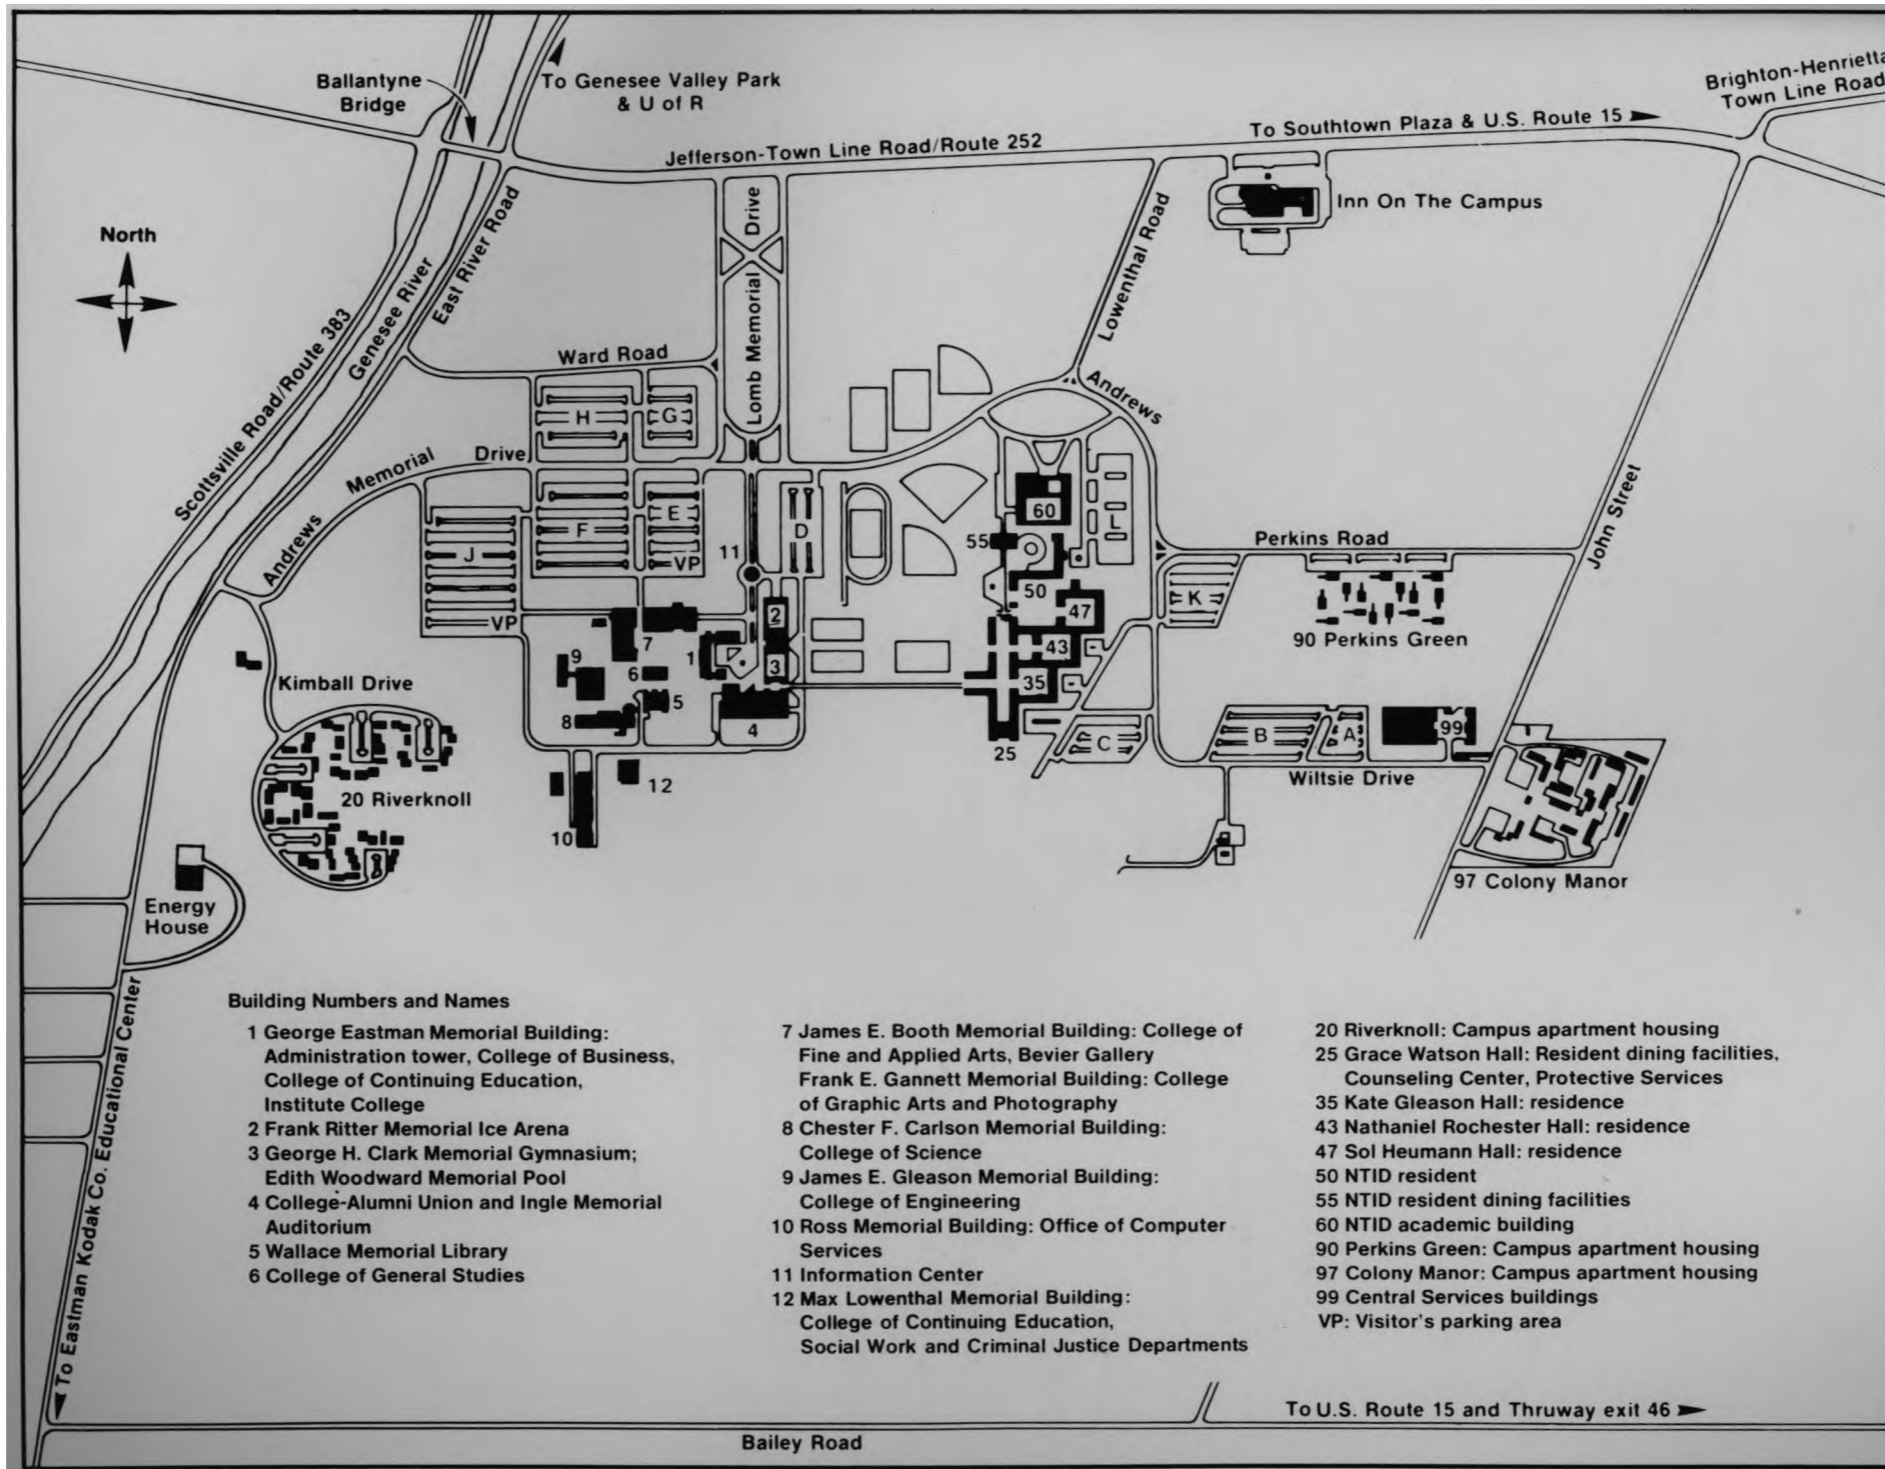 Ballantyne
Bridge
To Genesee Valley Park
& U of R
Brighton-Henrietta
Town Line Road
To Southtown Plaza & U.S. Route 15
Jefferson-Town Line Road/Route 252
Inn On The Campus
North
Scottsville Road/Route 383
Genesee River
East River Road
Lomb Memorial Drive
Lowenthal Road
Ward Road
Andrews
H
G
Andrews Memorial Drive
John Street
J
F
E
D
VP
11
VP
60
L
55
50
47
43
35
25
Perkins Road
K
90 Perkins Green
2
7
1
3
9
6
5
8
4
12
10
Kimball Drive
20 Riverknoll
C
B
A
99
Wiltsie Drive
97 Colony Manor
Energy
House
To Eastman Kodak Co. Educational Center
Building Numbers and Names
1 George Eastman Memorial Building:
Administration tower, College of Business,
College of Continuing Education,
Institute College
2 Frank Ritter Memorial Ice Arena
3 George H. Clark Memorial Gymnasium;
Edith Woodward Memorial Pool
4 College-Alumni Union and Ingle Memorial
Auditorium
5 Wallace Memorial Library
6 College of General Studies
7 James E. Booth Memorial Building: College of
Fine and Applied Arts, Bevier Gallery
Frank E. Gannett Memorial Building: College
of Graphic Arts and Photography
8 Chester F. Carlson Memorial Building:
College of Science
9 James E. Gleason Memorial Building:
College of Engineering
10 Ross Memorial Building: Office of Computer
Services
11 Information Center
12 Max Lowenthal Memorial Building:
College of Continuing Education,
Social Work and Criminal Justice Departments
20 Riverknoll: Campus apartment housing
25 Grace Watson Hall: Resident dining facilities,
Counseling Center, Protective Services
35 Kate Gleason Hall: residence
43 Nathaniel Rochester Hall: residence
47 Sol Heumann Hall: residence
50 NTID resident
55 NTID resident dining facilities
60 NTID academic building
90 Perkins Green: Campus apartment housing
97 Colony Manor: Campus apartment housing
99 Central Services buildings
VP: Visitor's parking area
To U.S. Route 15 and Thruway exit 46
Bailey Road